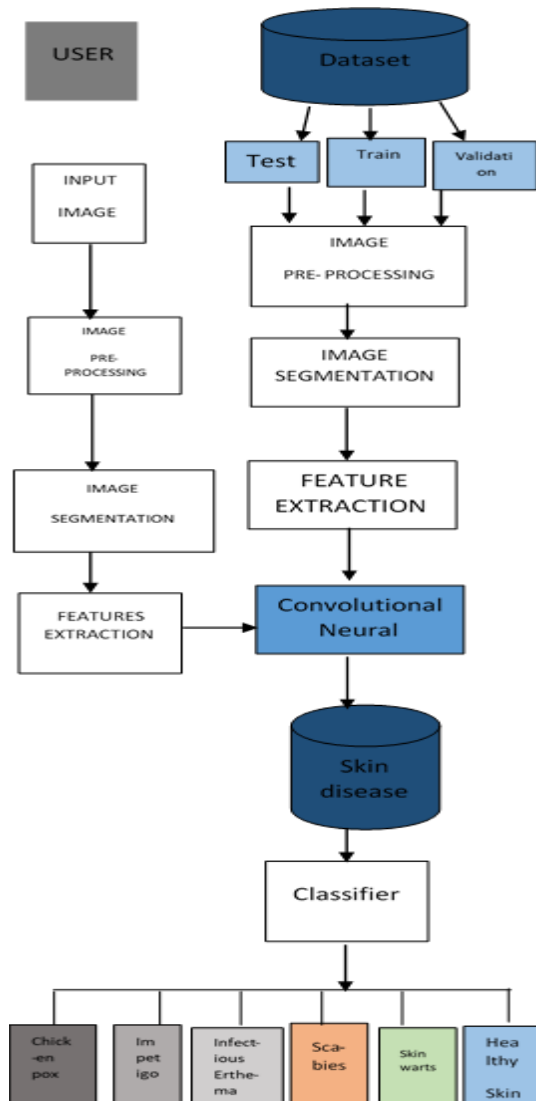 USER
Dataset
Test
Train
Validati
on
INPUT
IMAGE
IMAGE
PRE- PROCESSING
IMAGE
PRE-
PROCESSING
IMAGE
SEGMENTATION
IMAGE
SEGMENTATION
FEATURE
EXTRACTION
FEATURES
EXTRACTION
Convolutional
Neural
Skin
disease
Classifier
Chick
-en
pox
Im
pet
igo
Infect-
ious
Erthe-
ma
Sca-
bies
Skin
warts
Hea
lthy
Skin